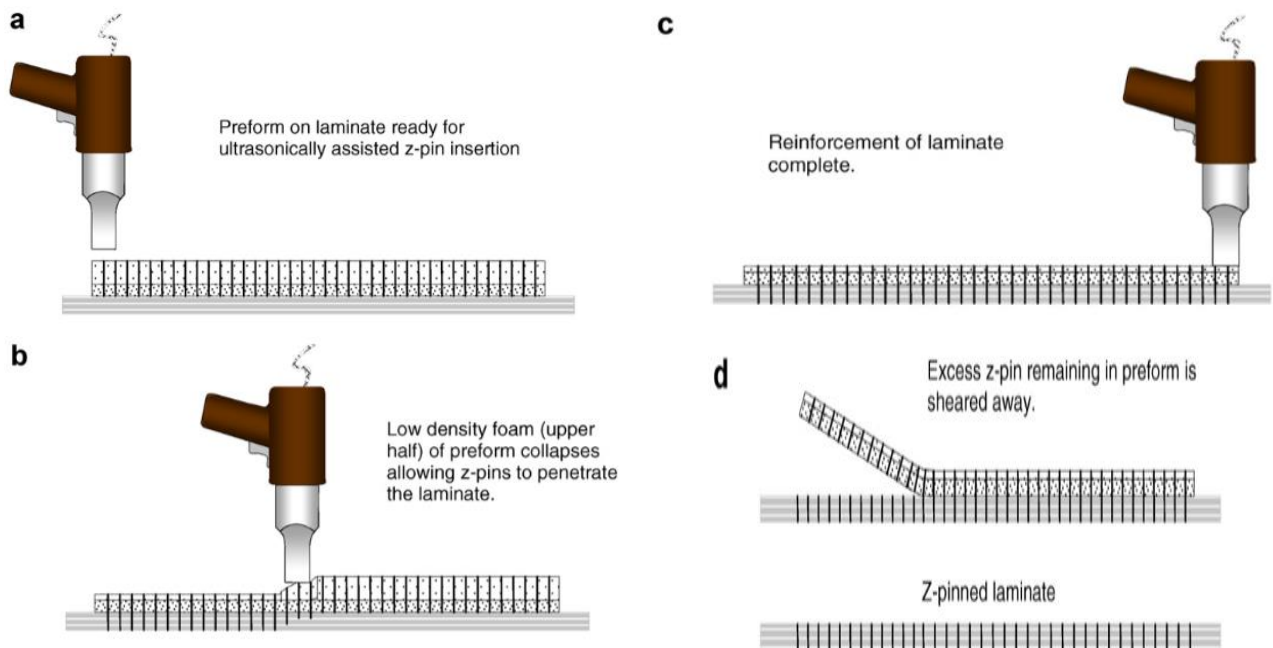 a
Preform on laminate ready for
ultrasonically assisted z-pin insertion
b
Low density foam (upper
half) of preform collapses
allowing z-pins to penetrate
the laminate.
c
Reinforcement of laminate
complete.
d
Excess z-pin remaining in preform is
sheared away.
Z-pinned laminate